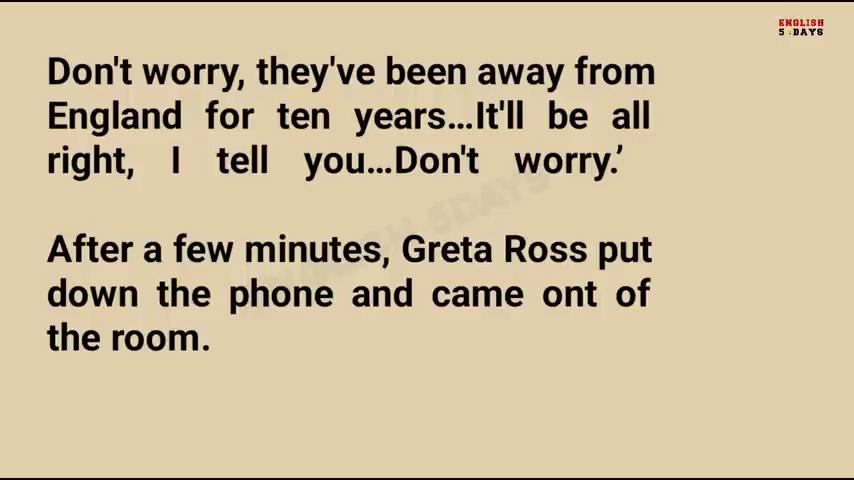 ENGLISH
5 DAYS
Don't worry, they've been away from
England for ten years...It'll be all
right, I tell you...Don't worry.’
ENGLISH 5DAYS
After a few minutes, Greta Ross put
down the phone and came ont of
the room.